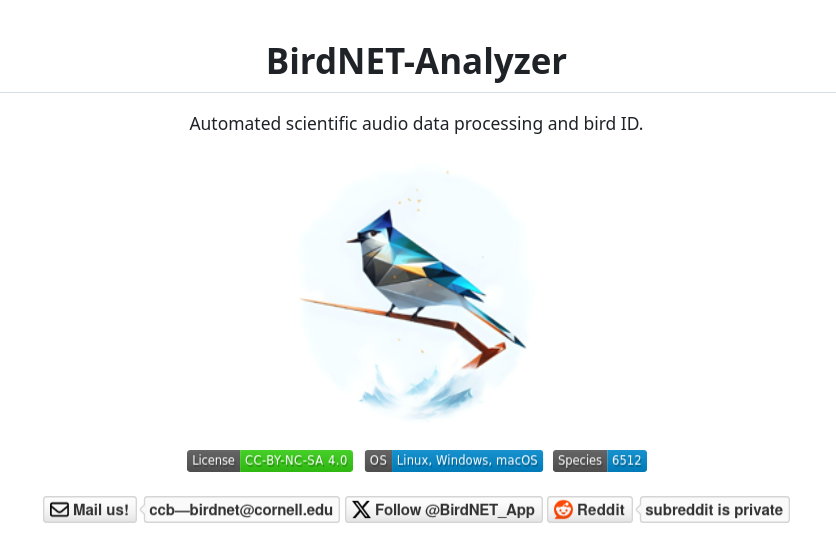 BirdNET-Analyzer
Automated scientific audio data processing and bird ID.
License CC-BY-NC-SA 4.0 OS Linux, Windows, macOS Species 6512
Mail us! ccb—birdnet@cornell.edu Follow @BirdNET_App Reddit subreddit is private